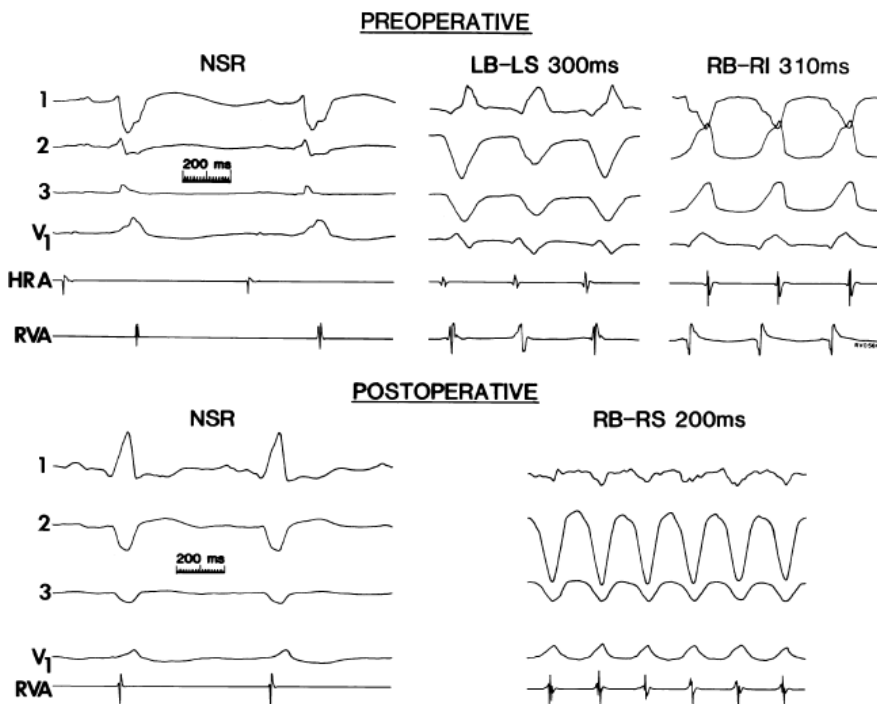 PREOPERATIVE
NSR
LB-LS 300ms
RB-RI 310ms
1
2
200 ms
3
V1
HRA
RVA
POSTOPERATIVE
NSR
RB-RS 200ms
1
2
200 ms
3
V1
RVA